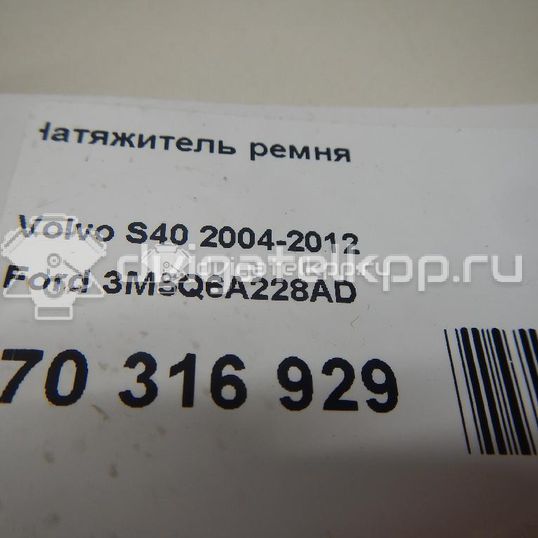 Натяжитель ремня
Volvo S40 2004-2012
Ford 3M5Q6A228AD
70 316 929